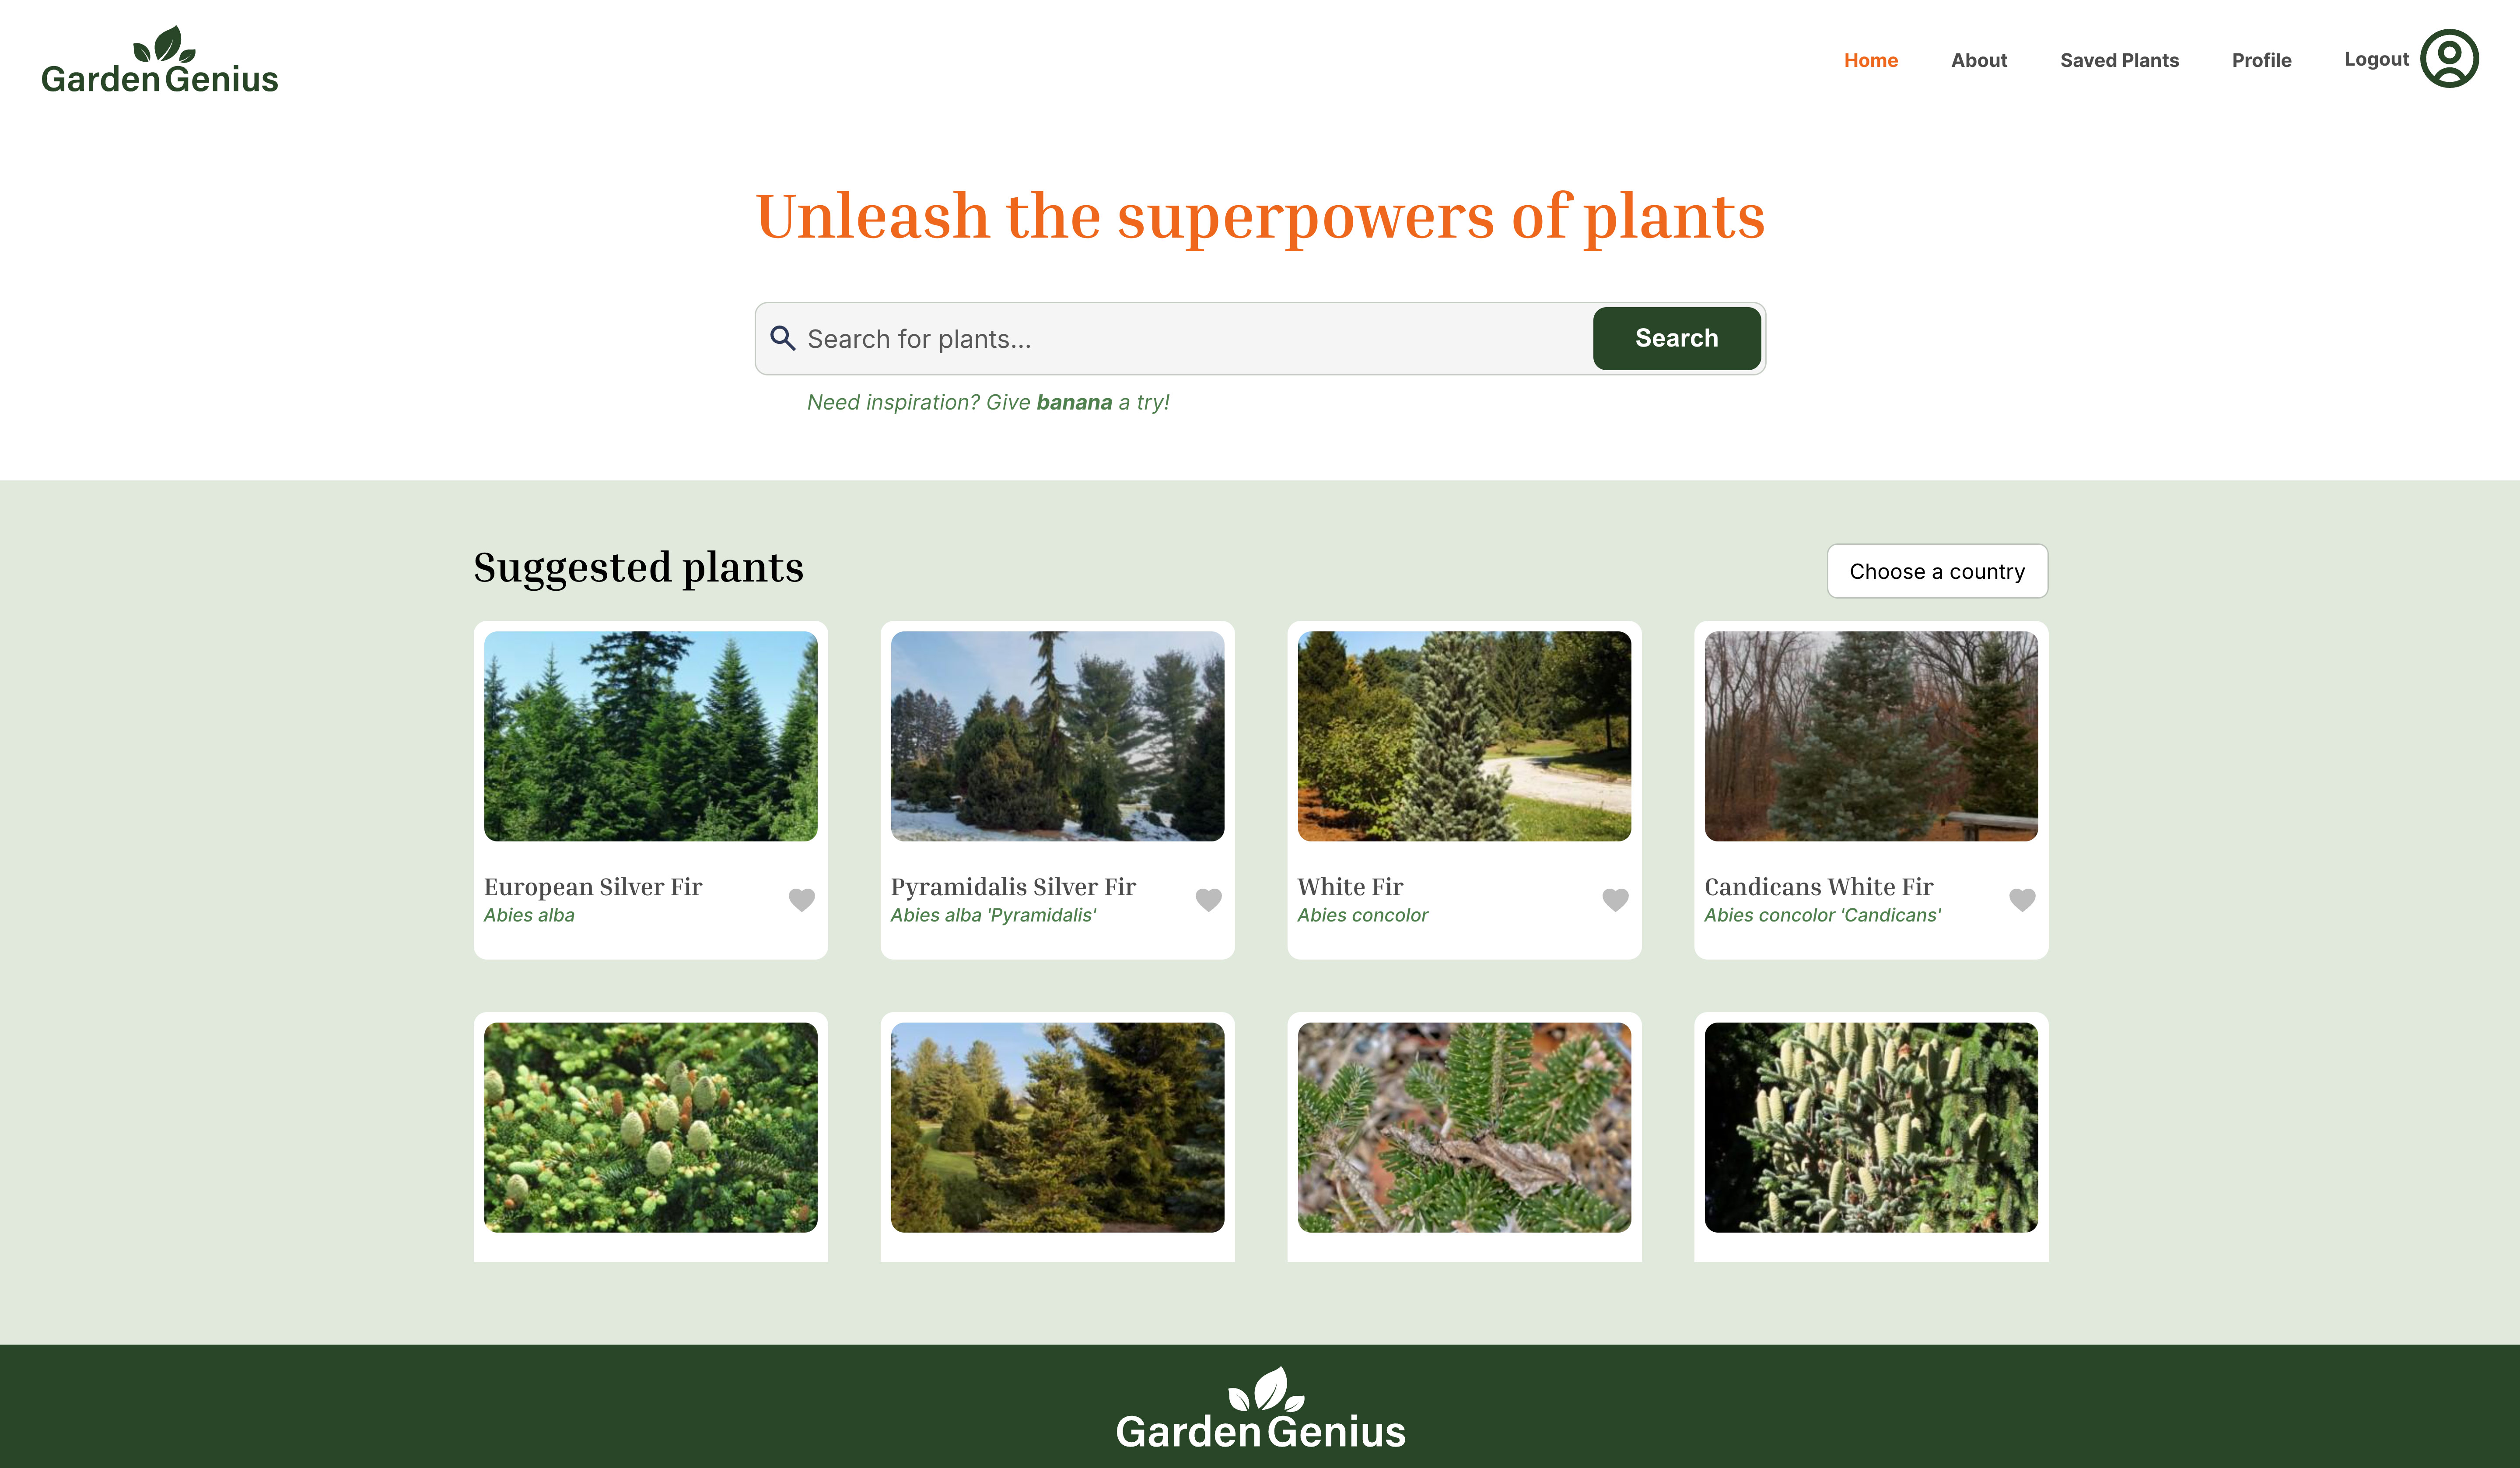 Garden Genius
Home About Saved Plants Profile Logout
Unleash the superpowers of plants
Search for plants... Search
Need inspiration? Give banana a try!
Suggested plants
Choose a country
European Silver Fir
Abies alba
Pyramidalis Silver Fir
Abies alba 'Pyramidalis'
White Fir
Abies concolor
Candicans White Fir
Abies concolor 'Candicans'
Garden Genius